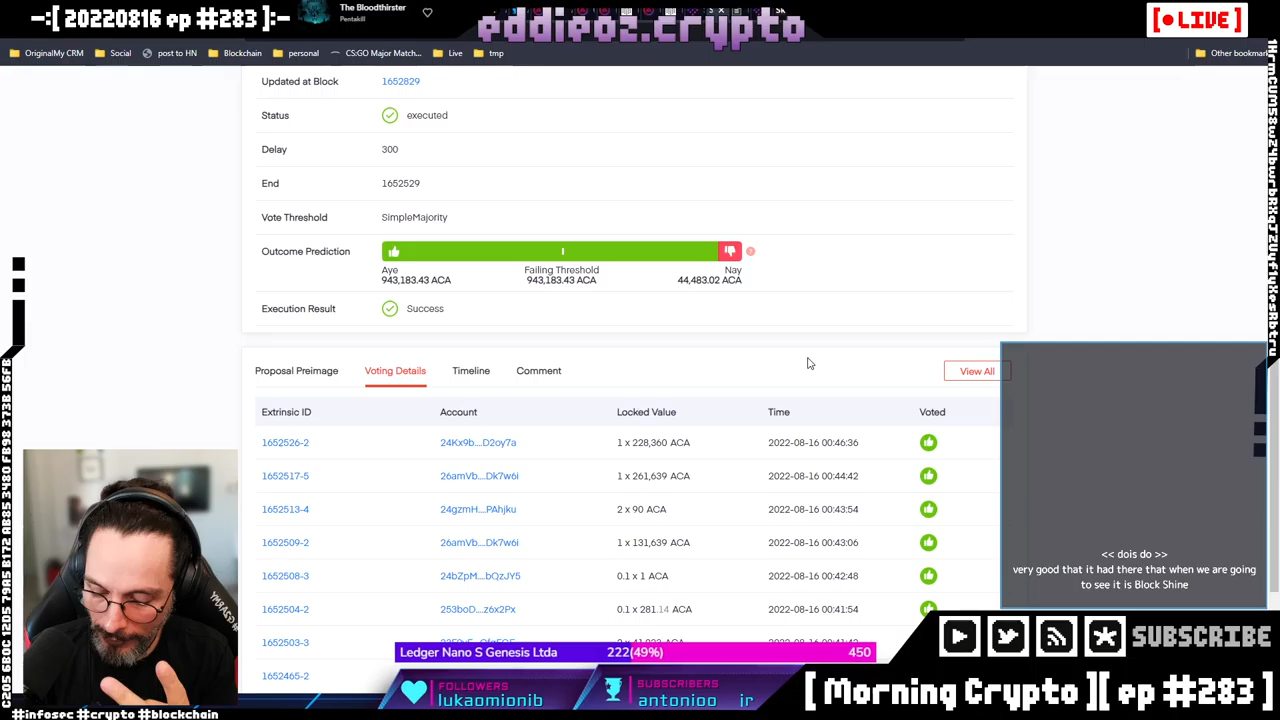 -:[ 20220816 ep #283 ]:-
The Bloodthirster
Pentakill
eddieoz.crypto
[● LIVE ]
OriginalMy CRM
Social
post to HN
Blockchain
personal
CS:GO Major Match...
Live
tmp
Other bookmar
Updated at Block 1652829
Status executed
Delay 300
End 1652529
Vote Threshold SimpleMajority
Outcome Prediction
Aye Failing Threshold Nay
943,183.43 ACA 943,183.43 ACA 44,483.02 ACA
Execution Result Success
Proposal Preimage Voting Details Timeline Comment View All
Extrinsic ID Account Locked Value Time Voted
1652526-2 24Kx9b....D2oy7a 1 x 228,360 ACA 2022-08-16 00:46:36
1652517-5 26amVb....Dk7w6i 1 x 261,639 ACA 2022-08-16 00:44:42
1652513-4 24gzmH....PAhjku 2 x 90 ACA 2022-08-16 00:43:54
1652509-2 26amVb....Dk7w6i 1 x 131,639 ACA 2022-08-16 00:43:06
1652508-3 24bZpM....bQzJY5 0.1 x 1 ACA 2022-08-16 00:42:48
1652504-2 253boD....z6x2Px 0.1 x 281.14 ACA 2022-08-16 00:41:54
1652503-3
1652465-2
<< dois do >>
very good that it had there that when we are going
to see it is Block Shine
Ledger Nano S Genesis Ltda 222(49%) 450
FOLLOWERS
lukaomionib
SUBSCRIBERS
antonioo jr
SUBSCRIBE
[ Morning Crypto ][ ep #283 ]
#infosec #crypto #blockchain